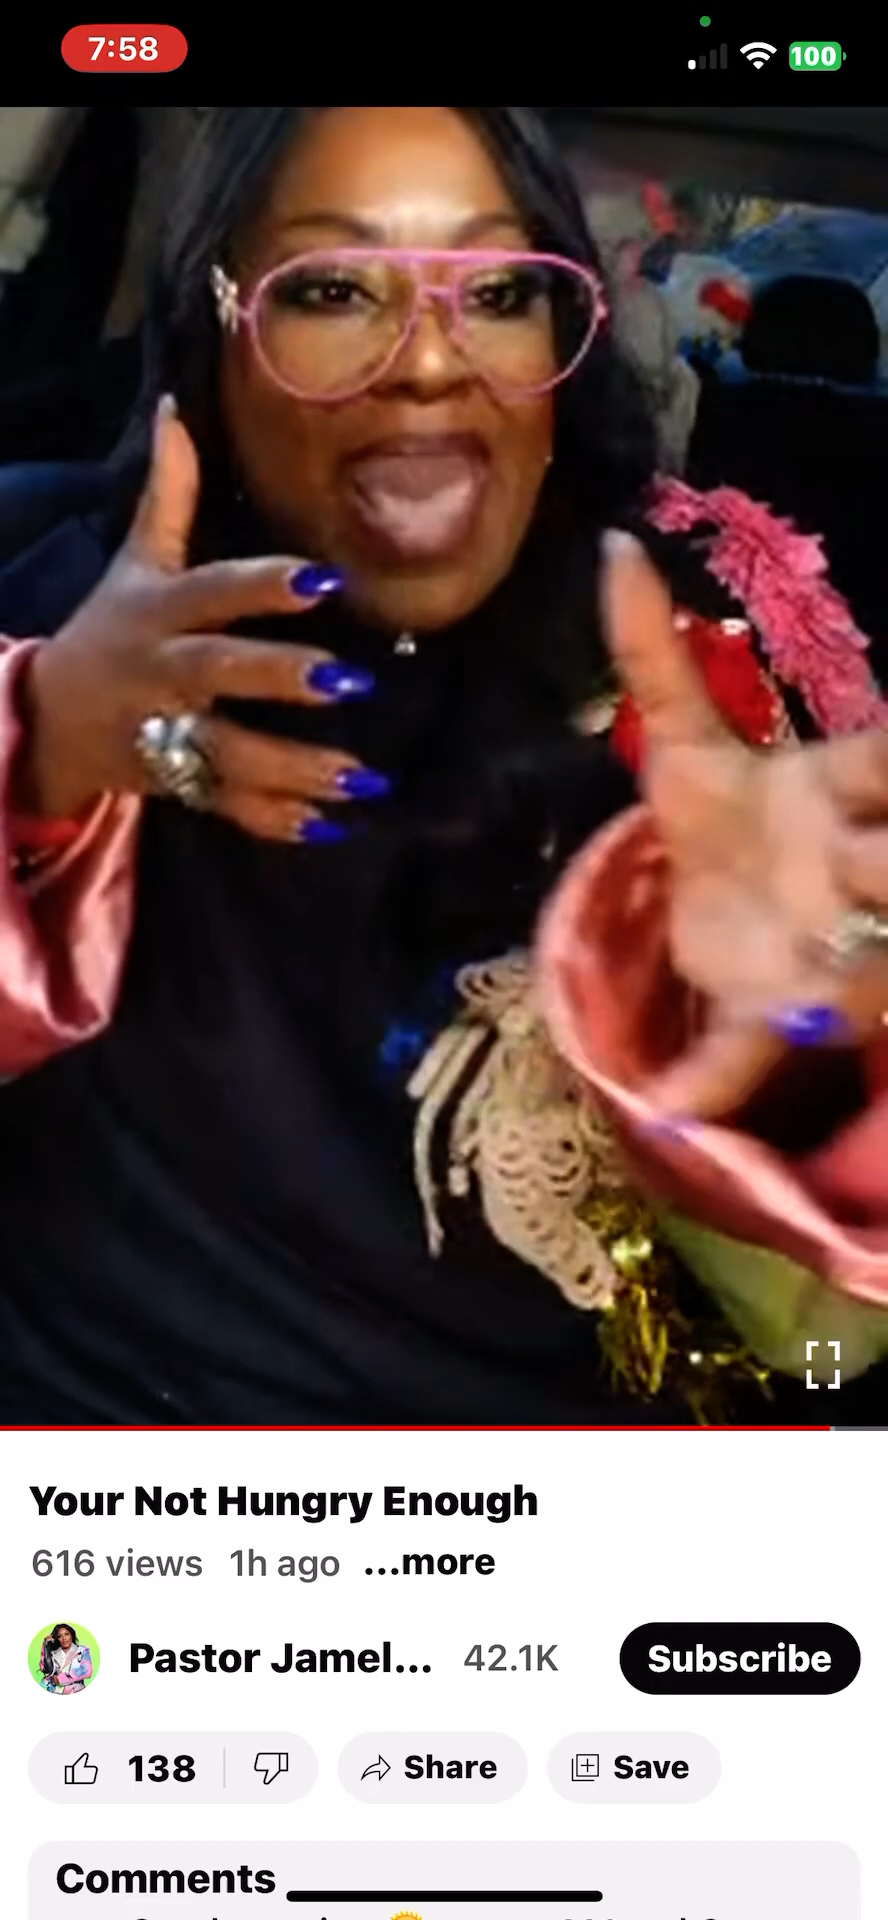 7:58
100
Your Not Hungry Enough
616 views 1h ago ...more
Pastor Jamel... 42.1K Subscribe
138 Share Save
Comments